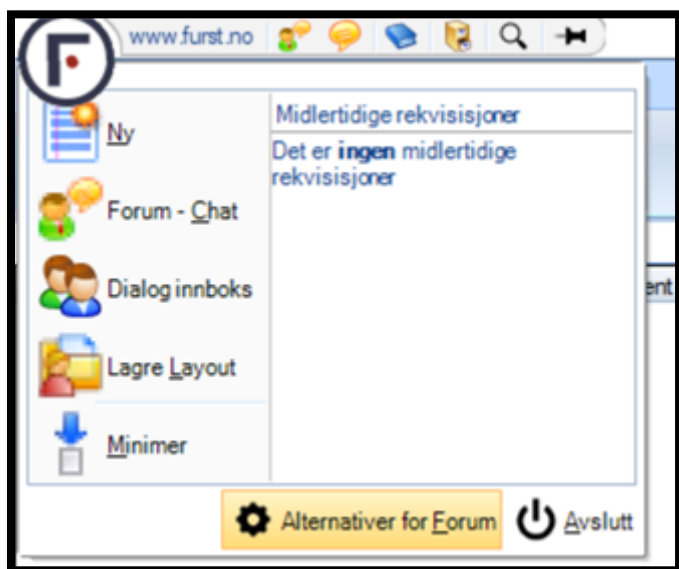 www.furst.no
Ny
Midlertidige rekvisisjoner
Det er ingen midlertidige
rekvisisjoner
Forum - Chat
Dialog innboks
Lagre Layout
Minimer
Alternativer for Forum
Avslutt
ent